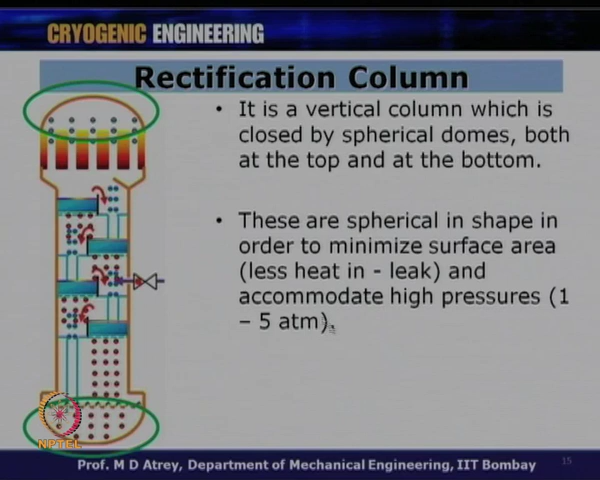 CRYOGENIC ENGINEERING
Rectification Column
• It is a vertical column which is
closed by spherical domes, both
at the top and at the bottom.
• These are spherical in shape in
order to minimize surface area
(less heat in - leak) and
accommodate high pressures (1
– 5 atm).
NPTEL
Prof. M D Atrey, Department of Mechanical Engineering, IIT Bombay
15